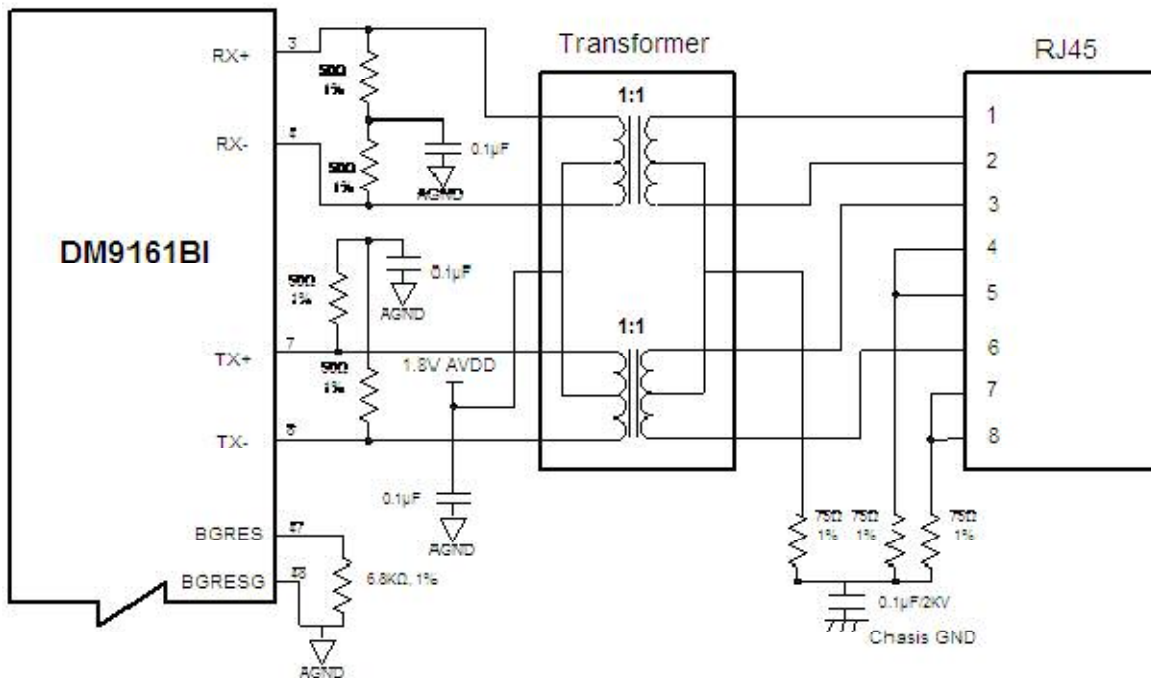 Transformer
RJ45
DM9161BI
RX+
3
50Ω
1%
RX-
50Ω
1%
0.1µF
AGND
1:1
1
2
3
4
5
6
7
8
50Ω
1%
0.1µF
AGND
TX+
7
50Ω
1%
1.8V AVDD
1:1
TX-
8
0.1µF
AGND
BGRES
47
BGRESG
48
6.8KΩ, 1%
AGND
75Ω
1%
75Ω
1%
75Ω
1%
0.1µF/2KV
Chasis GND